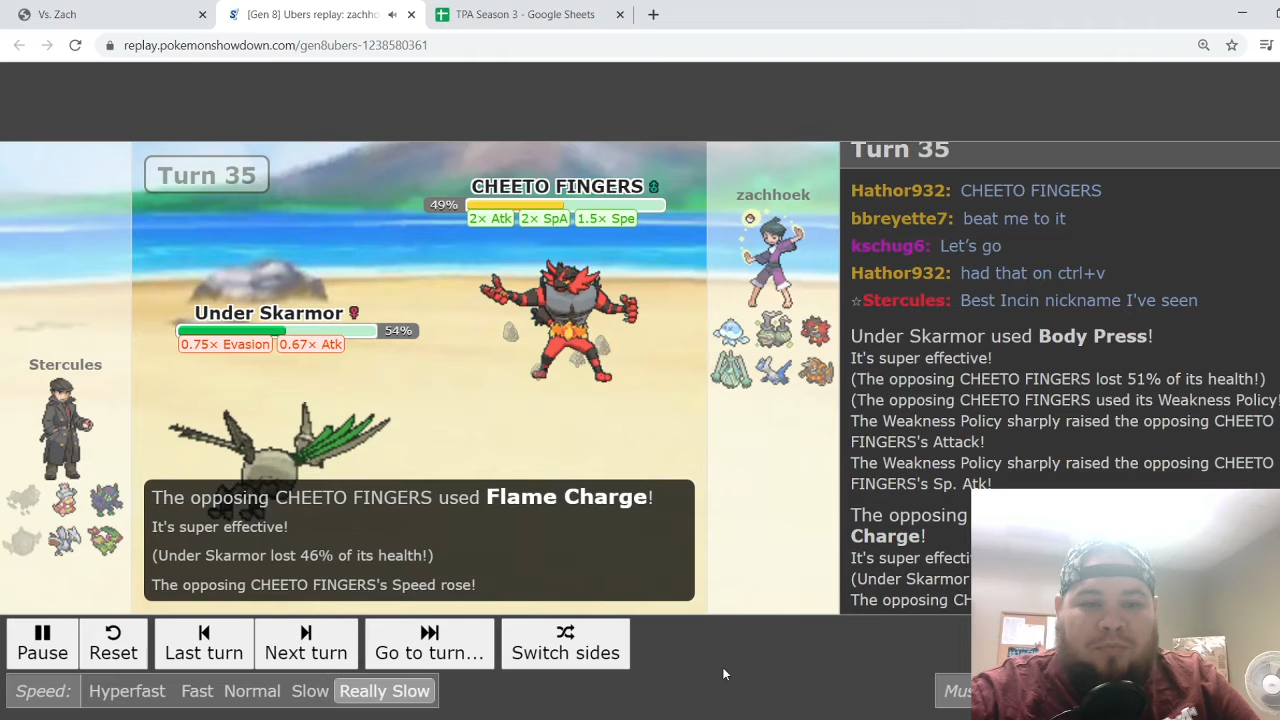 Vs. Zach
[Gen 8] Ubers replay: zachho
TPA Season 3 - Google Sheets
replay.pokemonshowdown.com/gen8ubers-1238580361
Turn 35
CHEETO FINGERS
49%
2× Atk 2× SpA 1.5× Spe
Under Skarmor
54%
0.75× Evasion 0.67× Atk
Stercules
zachhoek
The opposing CHEETO FINGERS used Flame Charge!
It's super effective!
(Under Skarmor lost 46% of its health!)
The opposing CHEETO FINGERS's Speed rose!
Turn 35
Hathor932: CHEETO FINGERS
bbreyette7: beat me to it
kschug6: Let's go
Hathor932: had that on ctrl+v
☆Stercules: Best Incin nickname I've seen
Under Skarmor used Body Press!
It's super effective!
(The opposing CHEETO FINGERS lost 51% of its health!)
(The opposing CHEETO FINGERS used its Weakness Policy!
The Weakness Policy sharply raised the opposing CHEETO
FINGERS's Attack!
The Weakness Policy sharply raised the opposing CHEETO
FINGERS's Sp. Atk!
The opposing
Charge!
It's super effecti
(Under Skarmor
The opposing CH
Pause
Reset
Last turn
Next turn
Go to turn...
Switch sides
Speed:
Hyperfast
Fast
Normal
Slow
Really Slow
Mus